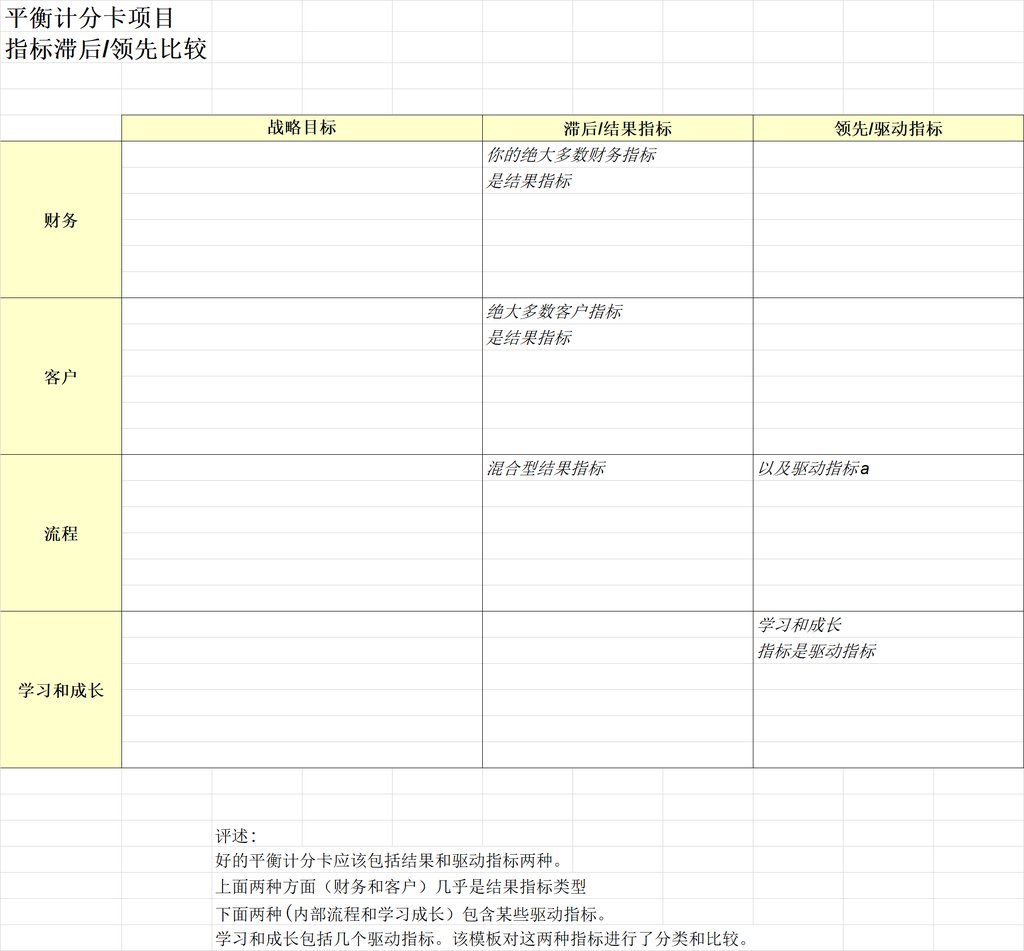 平衡计分卡项目
指标滞后/领先比较
战略目标 滞后/结果指标 领先/驱动指标
你的绝大多数财务指标
是结果指标
财务
绝大多数客户指标
是结果指标
客户
混合型结果指标 以及驱动指标a
流程
学习和成长
指标是驱动指标
学习和成长
评述:
好的平衡计分卡应该包括结果和驱动指标两种。
上面两种方面（财务和客户）几乎是结果指标类型
下面两种(内部流程和学习成长）包含某些驱动指标。
学习和成长包括几个驱动指标。该模板对这两种指标进行了分类和比较。